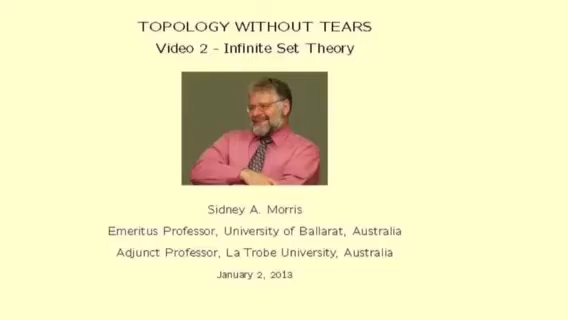 TOPOLOGY WITHOUT TEARS
Video 2 - Infinite Set Theory
Sidney A. Morris
Emeritus Professor, University of Ballarat, Australia
Adjunct Professor, La Trobe University, Australia
January 2, 2013